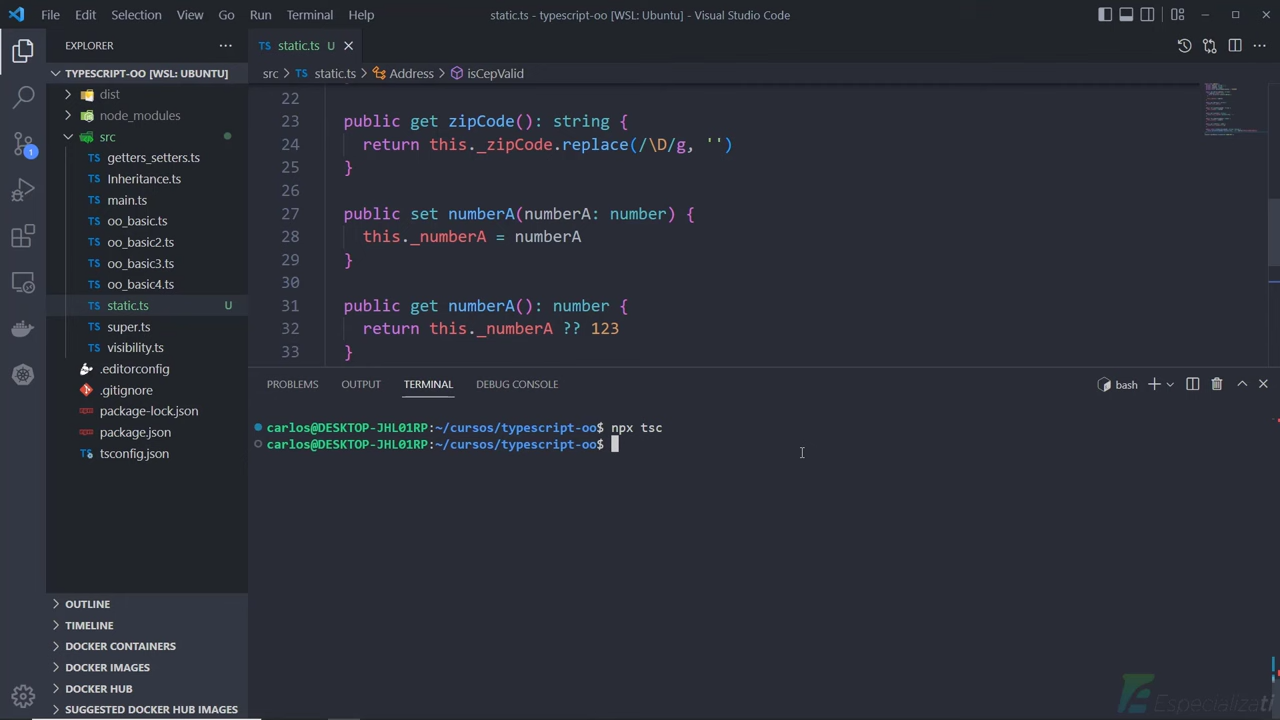 File Edit Selection View Go Run Terminal Help
static.ts - typescript-oo [WSL: Ubuntu] - Visual Studio Code
EXPLORER
TYPESCRIPT-OO [WSL: UBUNTU]
dist
node_modules
src
getters_setters.ts
Inheritance.ts
main.ts
oo_basic.ts
oo_basic2.ts
oo_basic3.ts
oo_basic4.ts
static.ts U
super.ts
visibility.ts
.editorconfig
.gitignore
package-lock.json
package.json
tsconfig.json
OUTLINE
TIMELINE
DOCKER CONTAINERS
DOCKER IMAGES
DOCKER HUB
SUGGESTED DOCKER HUB IMAGES
1
TS static.ts U
src > TS static.ts > Address > isCepValid
22
23 public get zipCode(): string {
24 return this._zipCode.replace(/\D/g, '')
25 }
26
27 public set numberA(numberA: number) {
28 this._numberA = numberA
29 }
30
31 public get numberA(): number {
32 return this._numberA ?? 123
33 }
PROBLEMS OUTPUT TERMINAL DEBUG CONSOLE
bash
carlos@DESKTOP-JHL01RP:~/cursos/typescript-oo$ npx tsc
carlos@DESKTOP-JHL01RP:~/cursos/typescript-oo$
Especializati